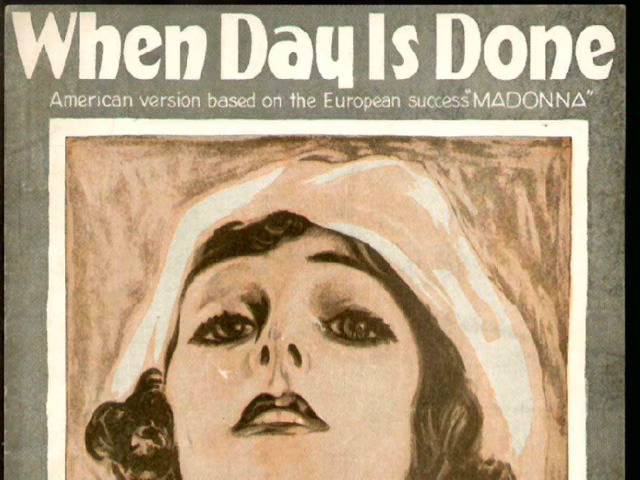 When Day Is Done
American version based on the European success "MADONNA"